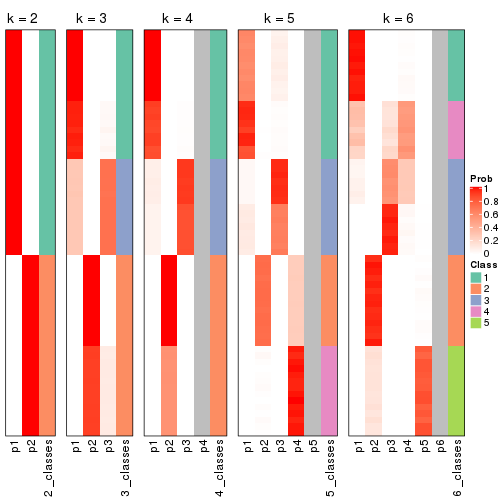 k = 2
k = 3
k = 4
k = 5
k = 6
p1
p2
2_classes
p1
p2
p3
3_classes
p1
p2
p3
p4
4_classes
p1
p2
p3
p4
p5
5_classes
p1
p2
p3
p4
p5
p6
6_classes
Prob
1
0.8
0.6
0.4
0.2
0
Class
1
2
3
4
5